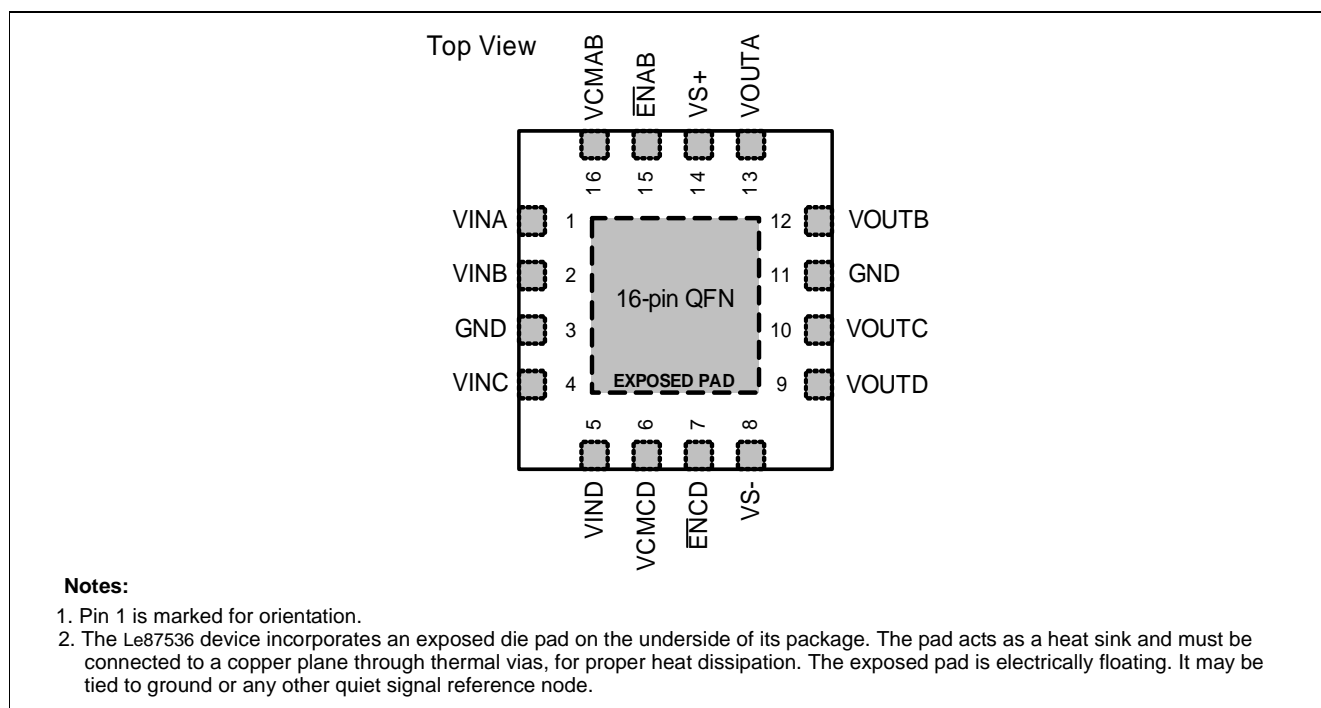 Top View
VCMAB
E̅N̅AB
VS+
VOUTA
16
15
14
13
VINA
1
12
VOUTB
VINB
2
11
GND
16-pin QFN
GND
3
10
VOUTC
VINC
4
EXPOSED PAD
9
VOUTD
5
6
7
8
VIND
VCMCD
E̅N̅CD
VS-
Notes:
1. Pin 1 is marked for orientation.
2. The Le87536 device incorporates an exposed die pad on the underside of its package. The pad acts as a heat sink and must be
connected to a copper plane through thermal vias, for proper heat dissipation. The exposed pad is electrically floating. It may be
tied to ground or any other quiet signal reference node.